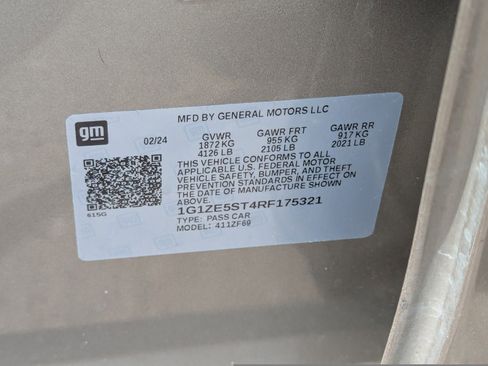 MFD BY GENERAL MOTORS LLC
gm
02/24 GVWR GAWR FRT GAWR RR
1872 KG 955 KG 917 KG
4126 LB 2105 LB 2021 LB
THIS VEHICLE CONFORMS TO ALL
APPLICABLE U.S. FEDERAL MOTOR
VEHICLE SAFETY, BUMPER, AND THEFT
PREVENTION STANDARDS IN EFFECT ON
THE DATE OF MANUFACTURE SHOWN
ABOVE.
615G
1G1ZE5ST4RF175321
TYPE: PASS CAR
MODEL: 411ZF69